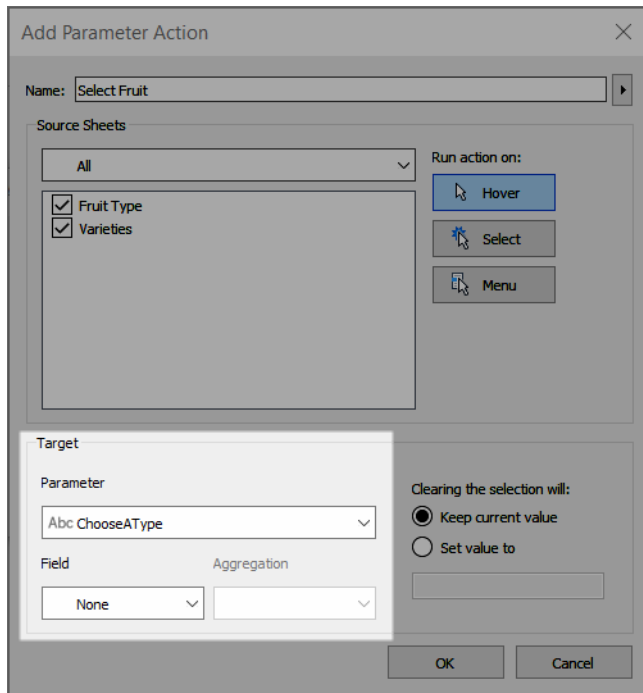 Add Parameter Action
Name: Select Fruit
Source Sheets
All
Fruit Type
Varieties
Run action on:
Hover
Select
Menu
Target
Parameter
Abc ChooseAType
Field Aggregation
None
Clearing the selection will:
Keep current value
Set value to
OK Cancel